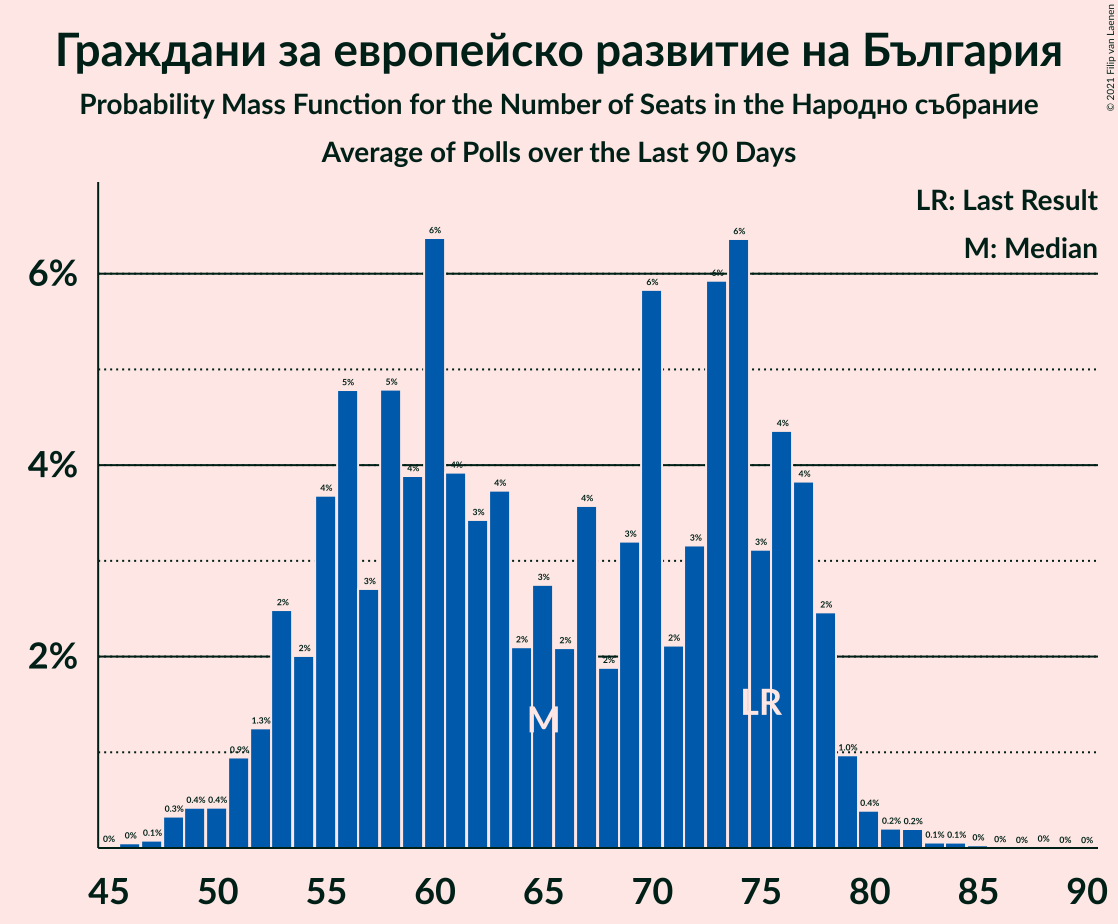 Граждани за европейско развитие на България
Probability Mass Function for the Number of Seats in the Народно събрание
Average of Polls over the Last 90 Days
© 2021 Filip van Laenen
LR: Last Result
M: Median
6%
4%
2%
0% 0% 0.1% 0.3% 0.4% 0.4% 0.9% 1.3% 2% 2% 4% 5% 3% 5% 4% 6% 4% 3% 4% 2% 3% 2% 4% 2% 3% 6% 2% 3% 6% 6% 3% 4% 4% 2% 1.0% 0.4% 0.2% 0.2% 0.1% 0.1% 0% 0% 0% 0% 0% 0%
M
LR
45 50 55 60 65 70 75 80 85 90